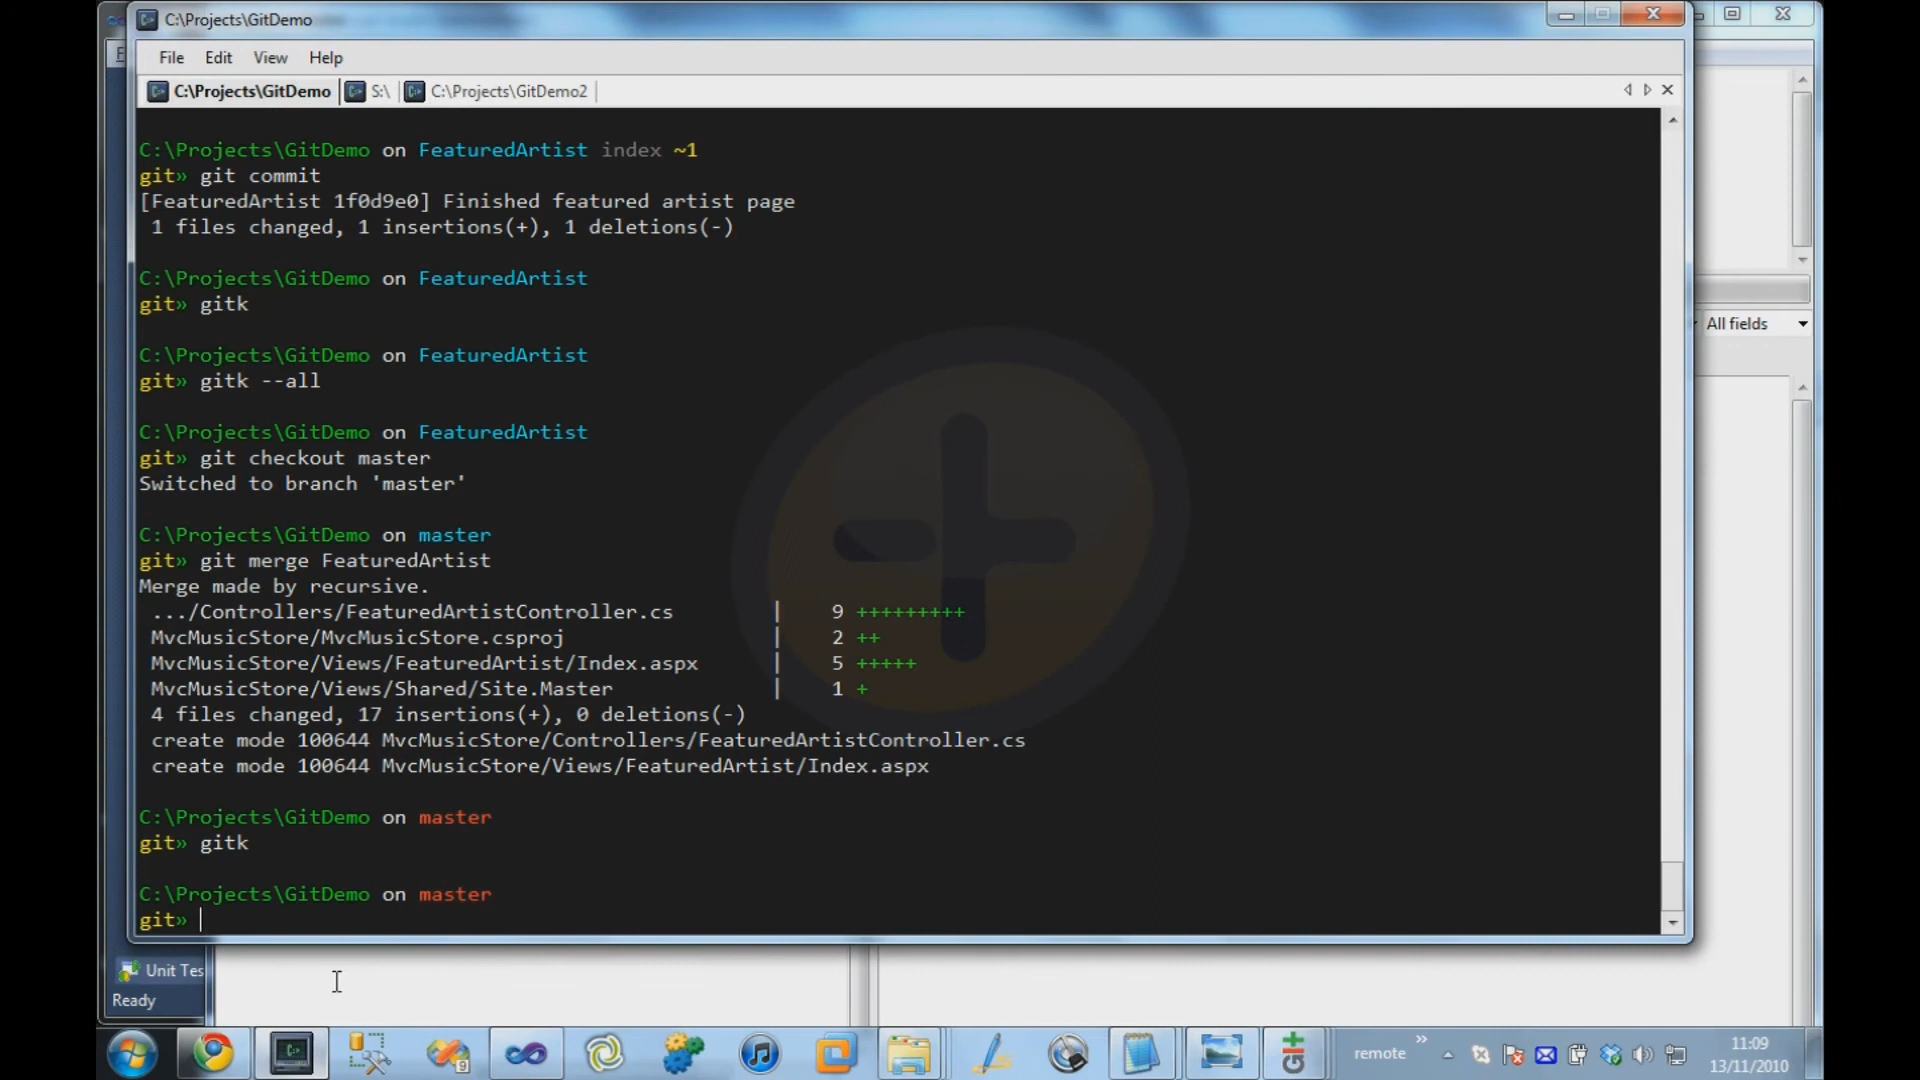 C:\Projects\GitDemo
File Edit View Help
C:\Projects\GitDemo S:\ C:\Projects\GitDemo2
C:\Projects\GitDemo on FeaturedArtist index ~1
git» git commit
[FeaturedArtist 1f0d9e0] Finished featured artist page
1 files changed, 1 insertions(+), 1 deletions(-)
C:\Projects\GitDemo on FeaturedArtist
git» gitk
C:\Projects\GitDemo on FeaturedArtist
git» gitk --all
C:\Projects\GitDemo on FeaturedArtist
git» git checkout master
Switched to branch 'master'
C:\Projects\GitDemo on master
git» git merge FeaturedArtist
Merge made by recursive.
.../Controllers/FeaturedArtistController.cs | 9 +++++++++
MvcMusicStore/MvcMusicStore.csproj | 2 ++
MvcMusicStore/Views/FeaturedArtist/Index.aspx | 5 +++++
MvcMusicStore/Views/Shared/Site.Master | 1 +
4 files changed, 17 insertions(+), 0 deletions(-)
create mode 100644 MvcMusicStore/Controllers/FeaturedArtistController.cs
create mode 100644 MvcMusicStore/Views/FeaturedArtist/Index.aspx
C:\Projects\GitDemo on master
git» gitk
C:\Projects\GitDemo on master
git»
All fields
Unit Tes
Ready
git
remote
11:09
13/11/2010